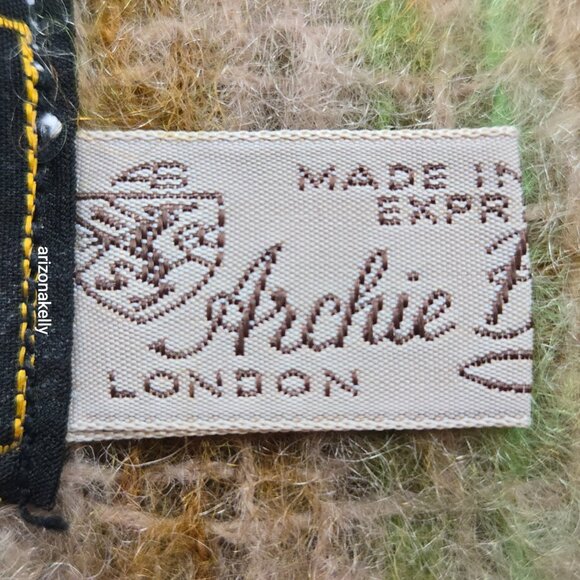 MADE IN
EXPR
Archie
LONDON
arizonakelly